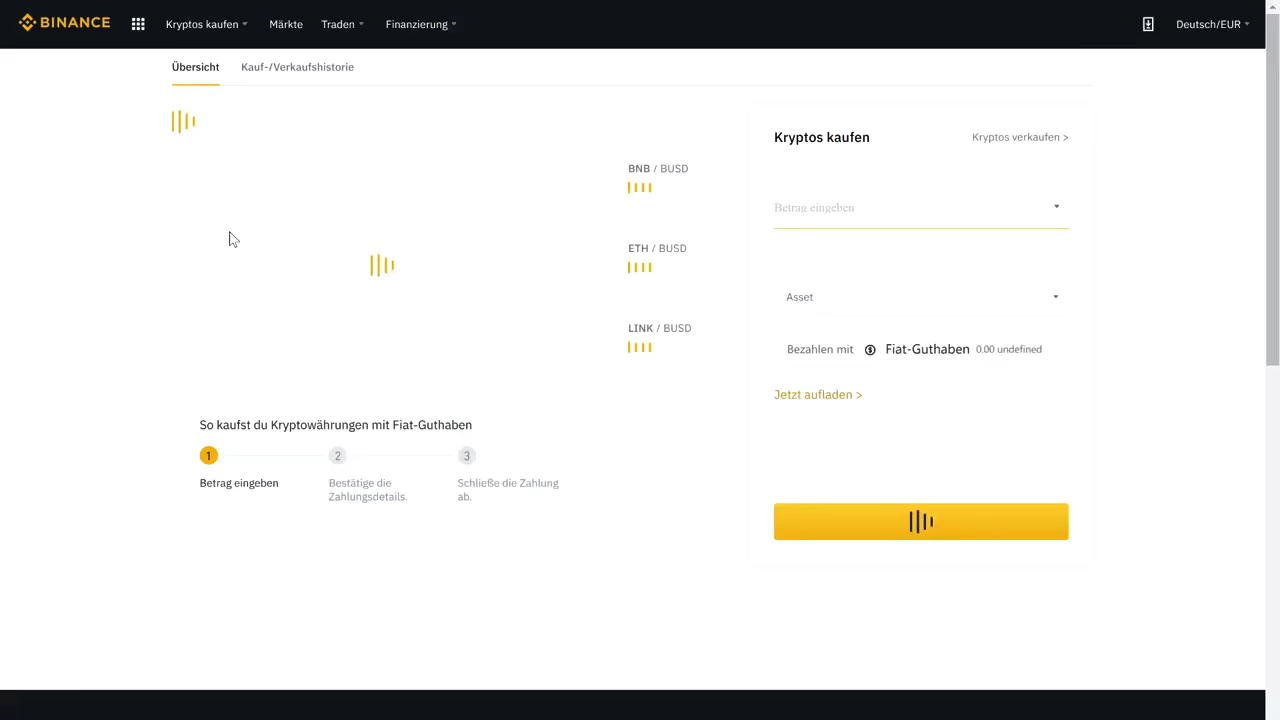 BINANCE
Kryptos kaufen
Märkte
Traden
Finanzierung
Deutsch/EUR
Übersicht
Kauf-/Verkaufshistorie
BNB / BUSD
ETH / BUSD
LINK / BUSD
Kryptos kaufen
Kryptos verkaufen >
Betrag eingeben
Asset
Bezahlen mit
Fiat-Guthaben 0.00 undefined
Jetzt aufladen >
So kaufst du Kryptowährungen mit Fiat-Guthaben
1
Betrag eingeben
2
Bestätige die
Zahlungsdetails.
3
Schließe die Zahlung
ab.